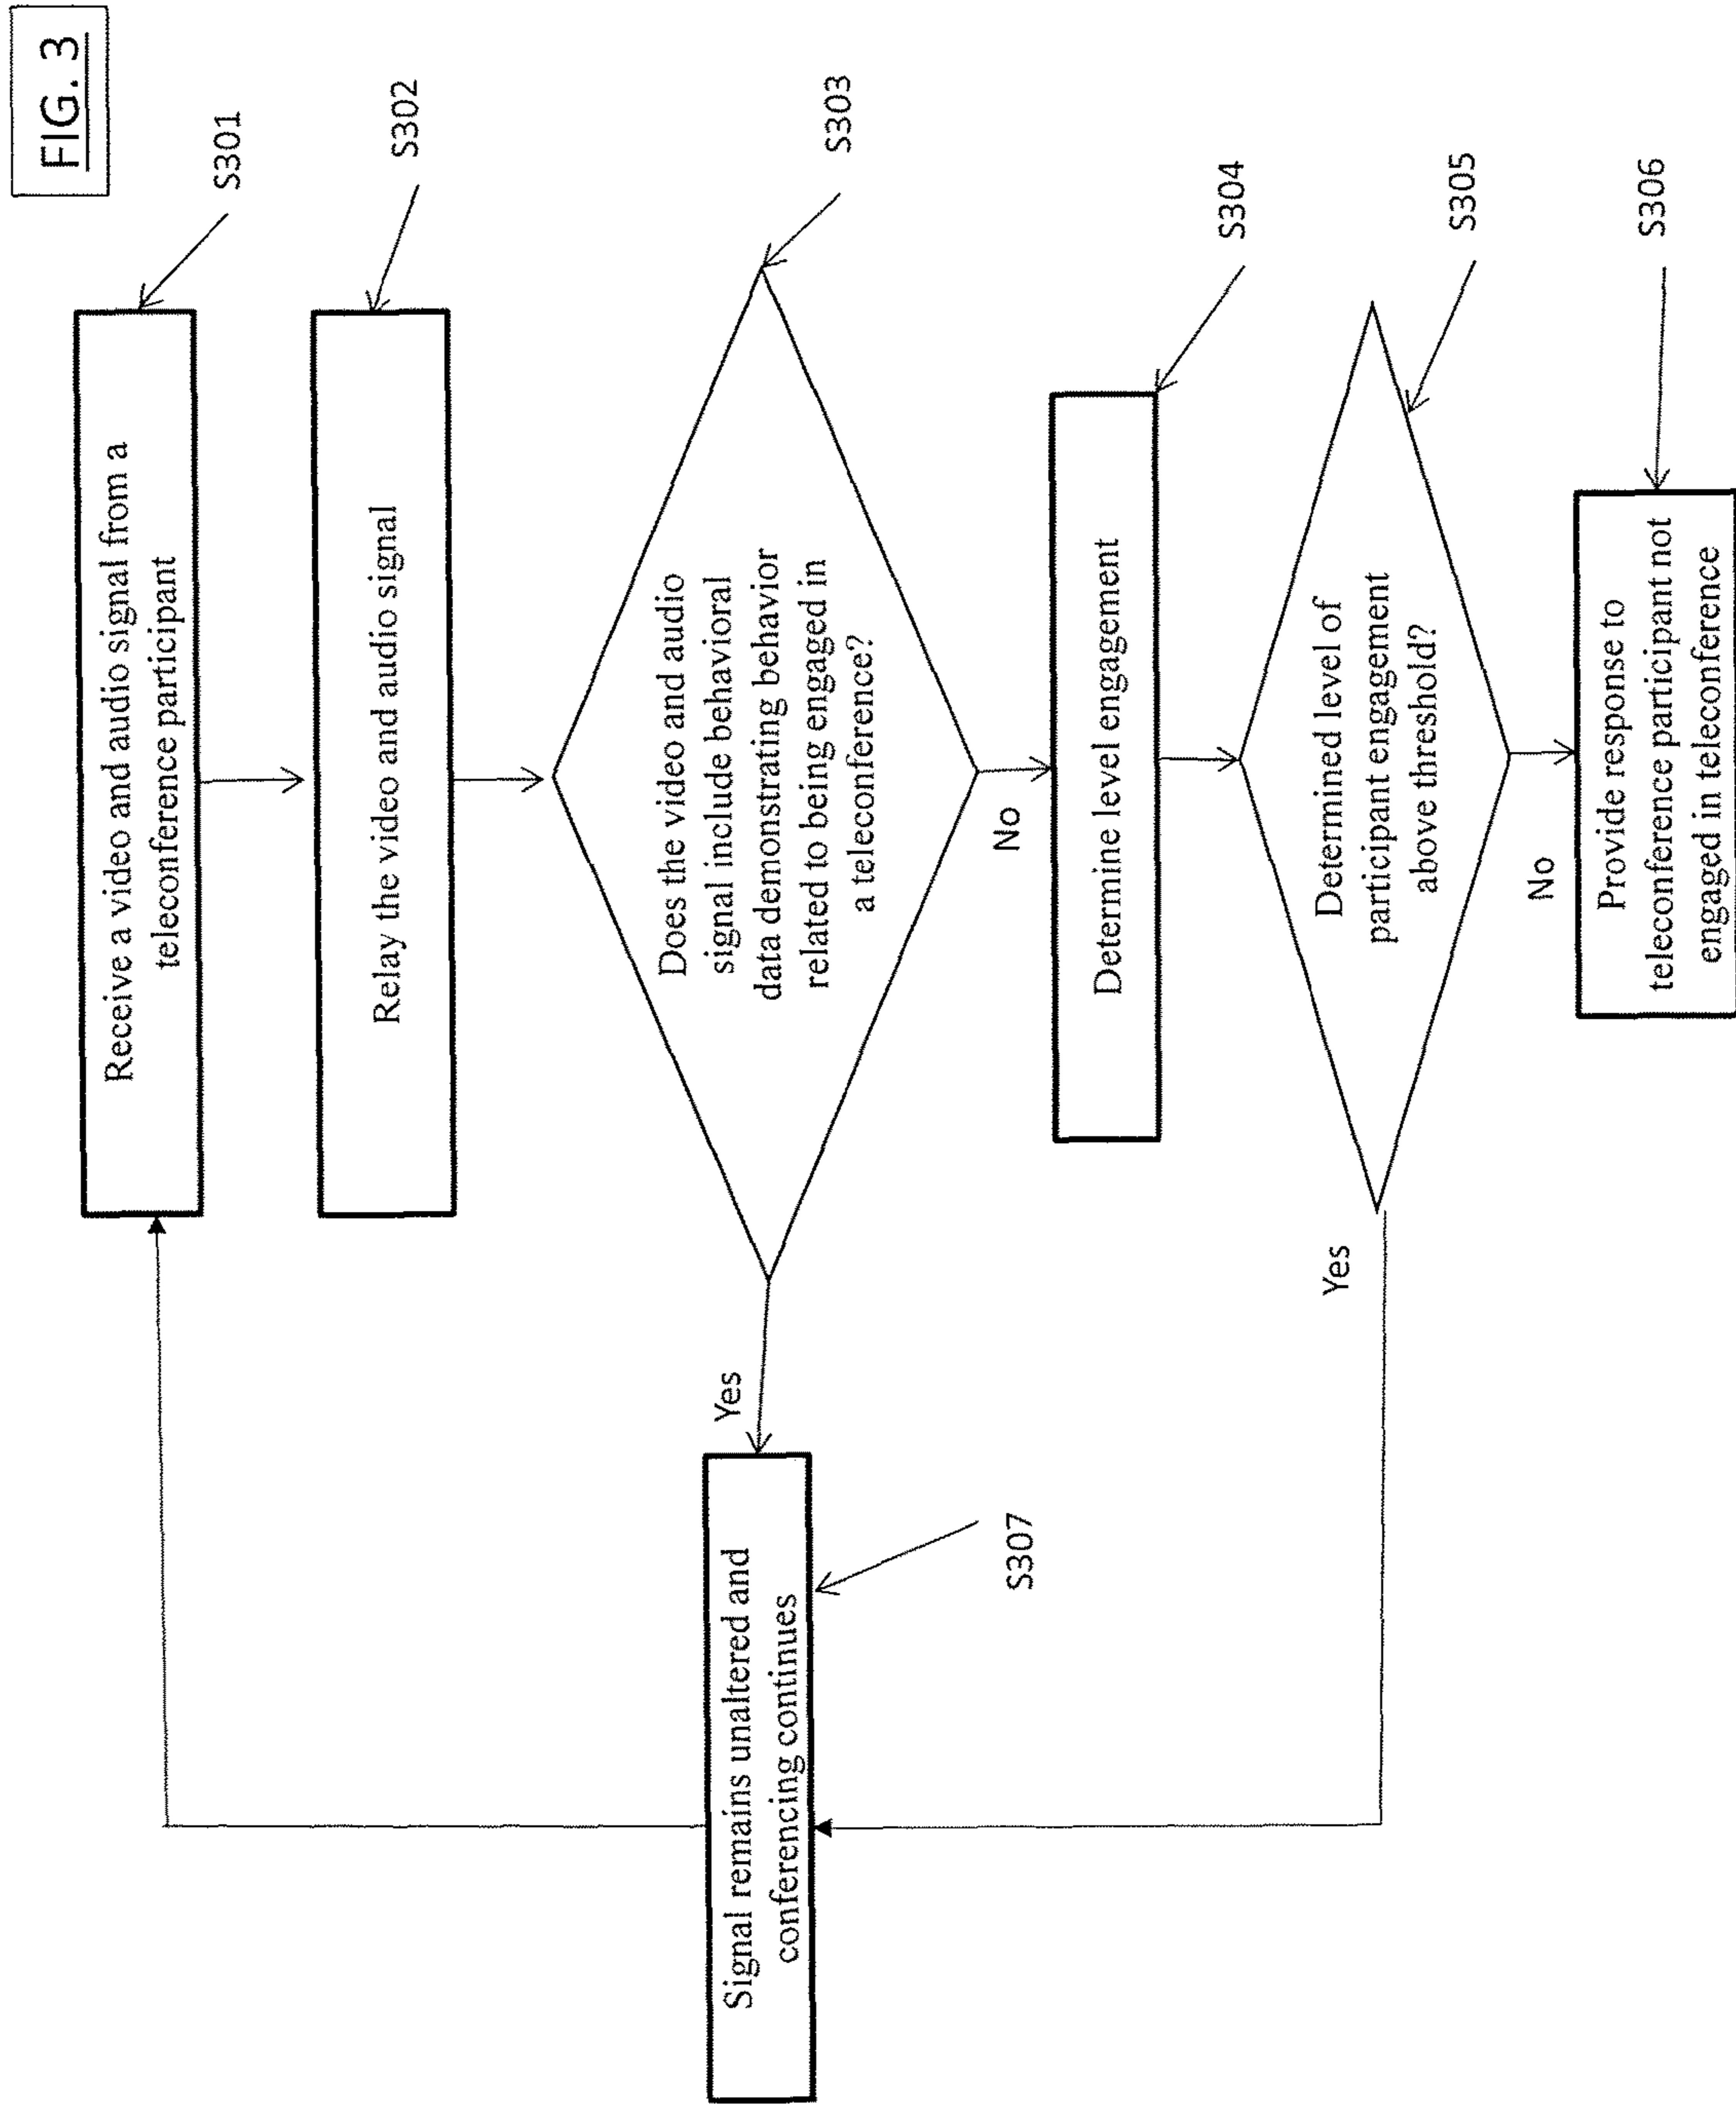 FIG. 3
Receive a video and audio signal from a
teleconference participant
S301
Relay the video and audio signal
S302
Does the video and audio
signal include behavioral
data demonstrating behavior
related to being engaged in
a teleconference?
S303
Yes
No
Signal remains unaltered and
conferencing continues
S307
Determine level engagement
S304
Determined level of
participant engagement
above threshold?
S305
Yes
No
Provide response to
teleconference participant not
engaged in teleconference
S306